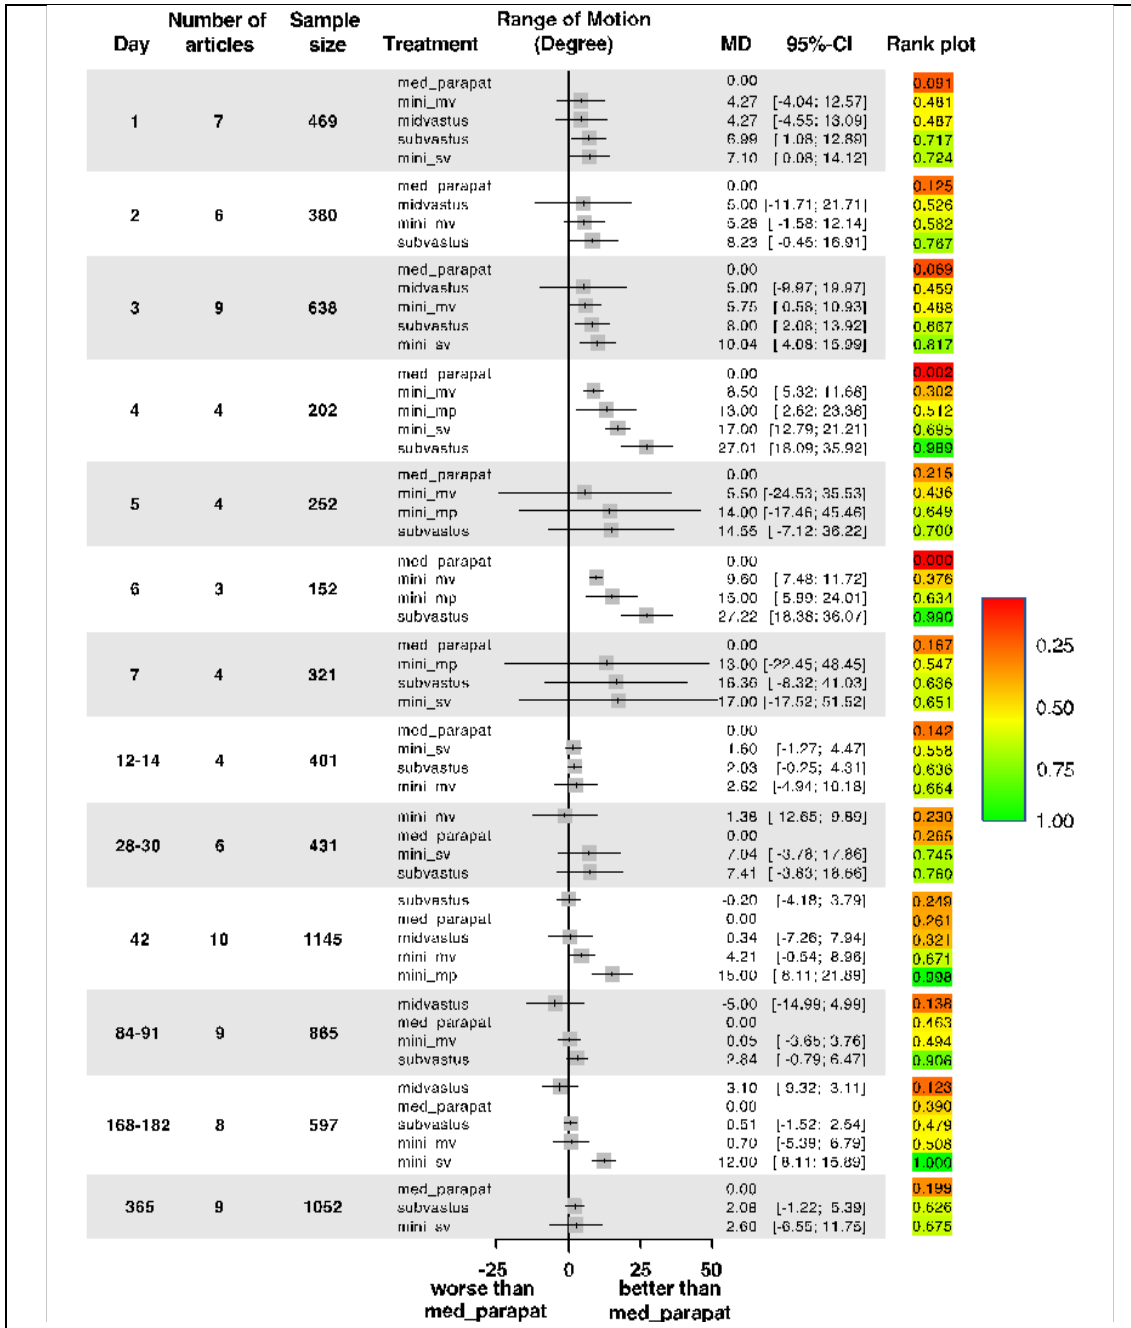 Day Number of articles Sample size Treatment Range of Motion (Degree) MD 95%-CI Rank plot
med_parapat 0.00 0.091
mini_mv 4.27 [-4.04; 12.57] 0.481
1 7 469 midvastus 4.27 [-4.55; 13.09] 0.487
subvastus 6.99 [ 1.08; 12.89] 0.717
mini_sv 7.10 [ 0.08; 14.12] 0.724
med_parapat 0.00 0.125
midvastus 5.00 [-11.71; 21.71] 0.526
2 6 380 mini_mv 5.28 [ -1.58; 12.14] 0.582
subvastus 8.23 [ -0.45; 16.91] 0.767
med_parapat 0.00 0.069
midvastus 5.00 [-9.97; 19.97] 0.459
3 9 638 mini_mv 5.75 [ 0.58; 10.93] 0.488
subvastus 8.00 [ 2.08; 13.92] 0.667
mini_sv 10.04 [ 4.08; 15.99] 0.817
med_parapat 0.00 0.002
mini_mv 8.50 [ 5.32; 11.68] 0.302
4 4 202 mini_mp 13.00 [ 2.62; 23.38] 0.512
mini_sv 17.00 [12.79; 21.21] 0.695
subvastus 27.01 [18.09; 35.92] 0.989
med_parapat 0.00 0.215
mini_mv 5.50 [-24.53; 35.53] 0.436
5 4 252 mini_mp 14.00 [-17.46; 45.46] 0.649
subvastus 14.55 [ -7.12; 36.22] 0.700
med_parapat 0.00 0.000
mini_mv 9.60 [ 7.48; 11.72] 0.376
6 3 152 mini_mp 15.00 [ 5.99; 24.01] 0.634
subvastus 27.22 [18.38; 36.07] 0.990
med_parapat 0.00 0.167
7 4 321 mini_mp 13.00 [-22.45; 48.45] 0.547
subvastus 16.36 [ -8.32; 41.03] 0.636
mini_sv 17.00 [-17.52; 51.52] 0.651
med_parapat 0.00 0.142
mini_sv 1.60 [-1.27; 4.47] 0.558
12-14 4 401 subvastus 2.03 [-0.25; 4.31] 0.636
mini_mv 2.62 [-4.94; 10.18] 0.664
mini_mv 1.38 [ 12.65; 9.89] 0.230
med_parapat 0.00 0.265
28-30 6 431 mini_sv 7.04 [ -3.78; 17.86] 0.745
subvastus 7.41 [ -3.83; 18.66] 0.760
subvastus -0.20 [-4.18; 3.79] 0.249
med_parapat 0.00 0.261
42 10 1145 midvastus 0.34 [-7.26; 7.94] 0.321
mini_mv 4.21 [-0.54; 8.96] 0.671
mini_mp 15.00 [ 8.11; 21.89] 0.998
midvastus -5.00 [-14.99; 4.99] 0.138
med_parapat 0.00 0.463
84-91 9 865 mini_mv 0.05 [ -3.65; 3.76] 0.494
subvastus 2.84 [ -0.79; 6.47] 0.906
midvastus 3.10 [ 9.32; 3.11] 0.123
med_parapat 0.00 0.390
168-182 8 597 subvastus 0.51 [-1.52; 2.54] 0.479
mini_mv 0.70 [-5.39; 6.79] 0.508
mini_sv 12.00 [ 8.11; 15.89] 1.000
med_parapat 0.00 0.199
365 9 1052 subvastus 2.08 [-1.22; 5.39] 0.626
mini_sv 2.60 [-6.55; 11.75] 0.675
0.25
0.50
0.75
1.00
-25 0 25 50
worse than med_parapat better than med_parapat